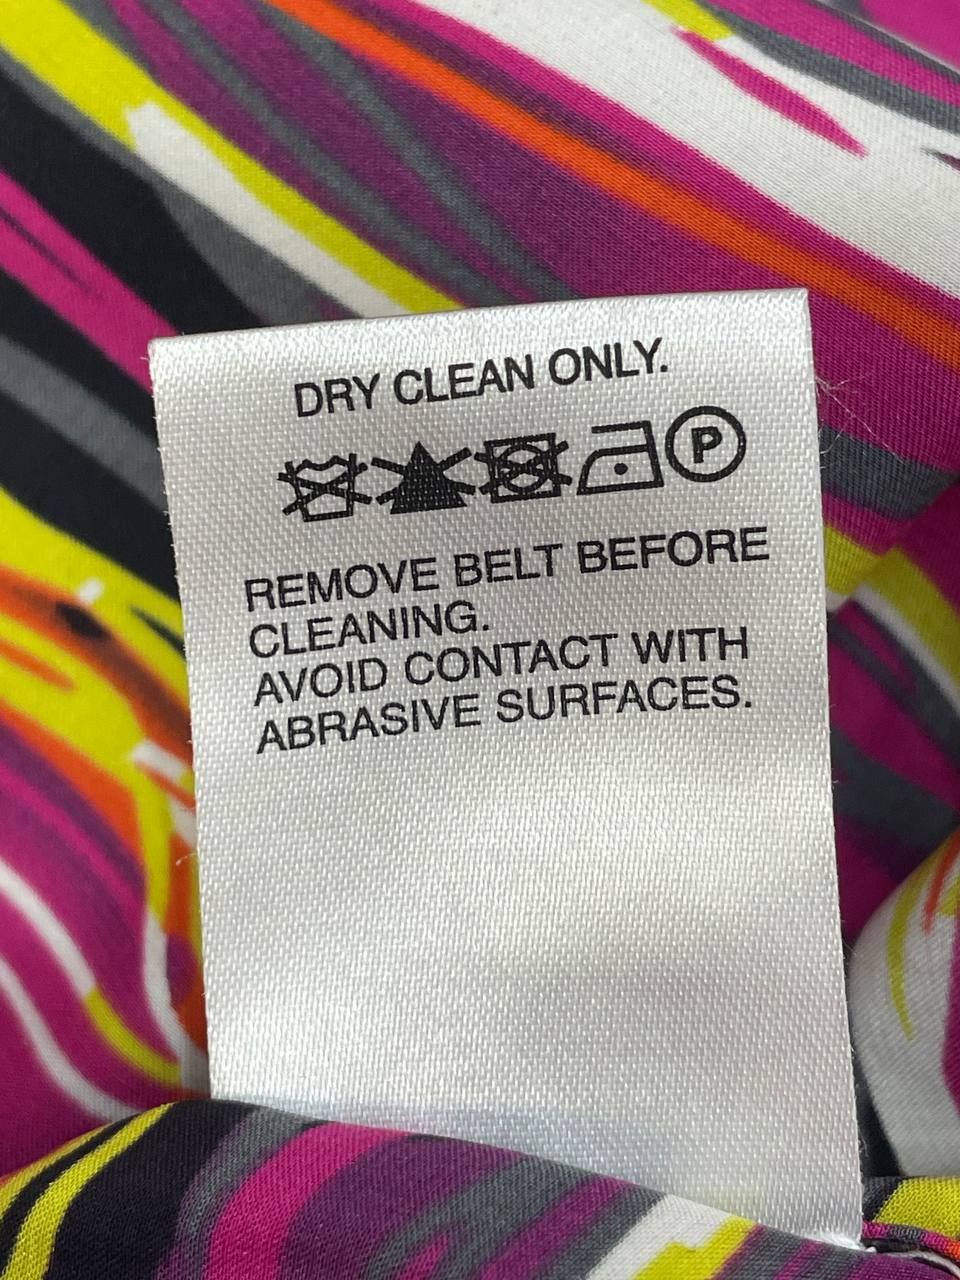 DRY CLEAN ONLY.
P
REMOVE BELT BEFORE
CLEANING.
AVOID CONTACT WITH
ABRASIVE SURFACES.